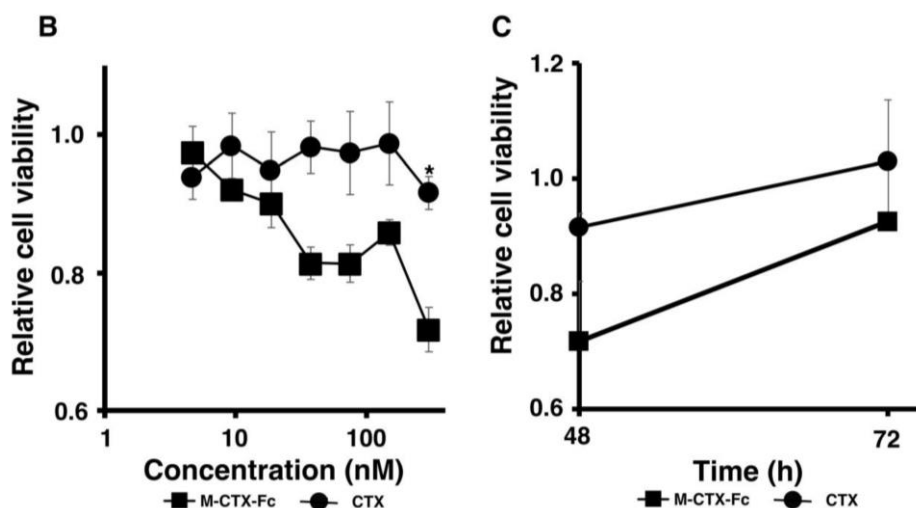 B
Relative cell viability
1.0
0.8
0.6
*
1
10
100
Concentration (nM)
M-CTX-Fc
CTX
C
Relative cell viability
1.2
1.0
0.8
0.6
48
72
Time (h)
M-CTX-Fc
CTX